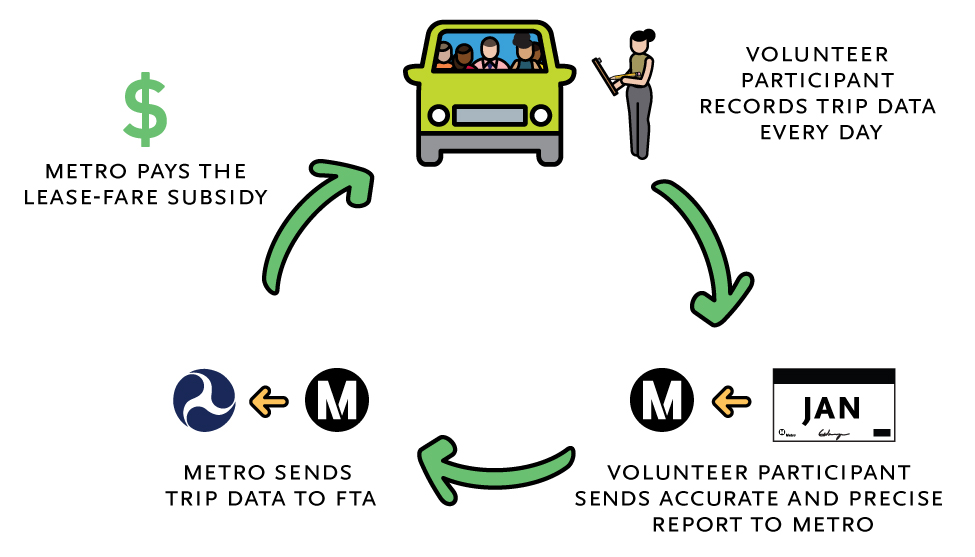 $
METRO PAYS THE
LEASE-FARE SUBSIDY
VOLUNTEER
PARTICIPANT
RECORDS TRIP DATA
EVERY DAY
M
JAN
Metro
VOLUNTEER PARTICIPANT
SENDS ACCURATE AND PRECISE
REPORT TO METRO
M
METRO SENDS
TRIP DATA TO FTA